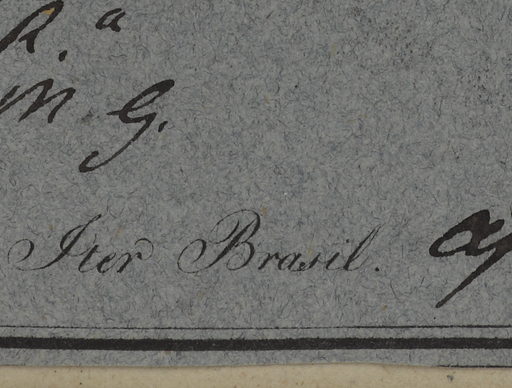 R.ª
m G.
Iter Brasil.